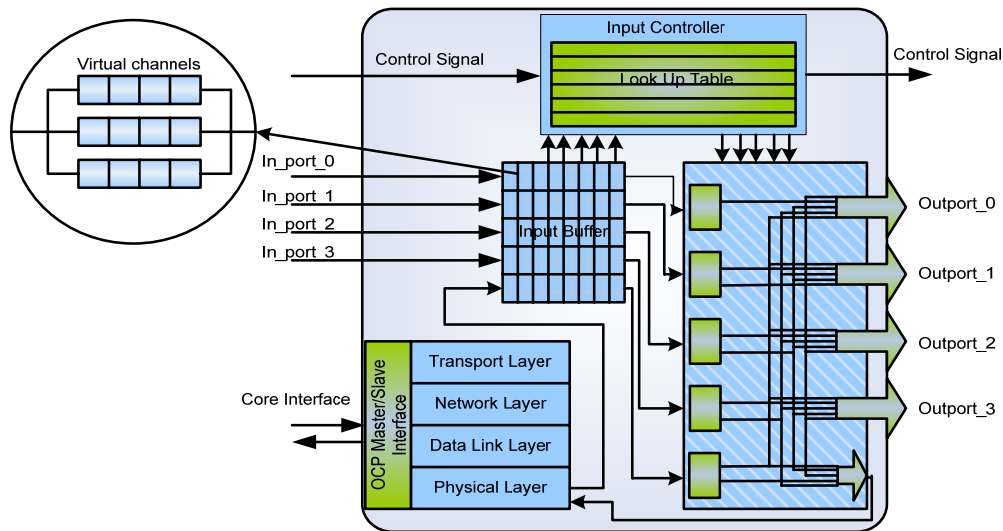 Input Controller
Virtual channels
Control Signal
Control Signal
Look Up Table
In_port_0
In_port_1
In_port_2
In_port_3
Input Buffer
Outport_0
Outport_1
Outport_2
Outport_3
Core Interface
OCP Master/Slave
Interface
Transport Layer
Network Layer
Data Link Layer
Physical Layer